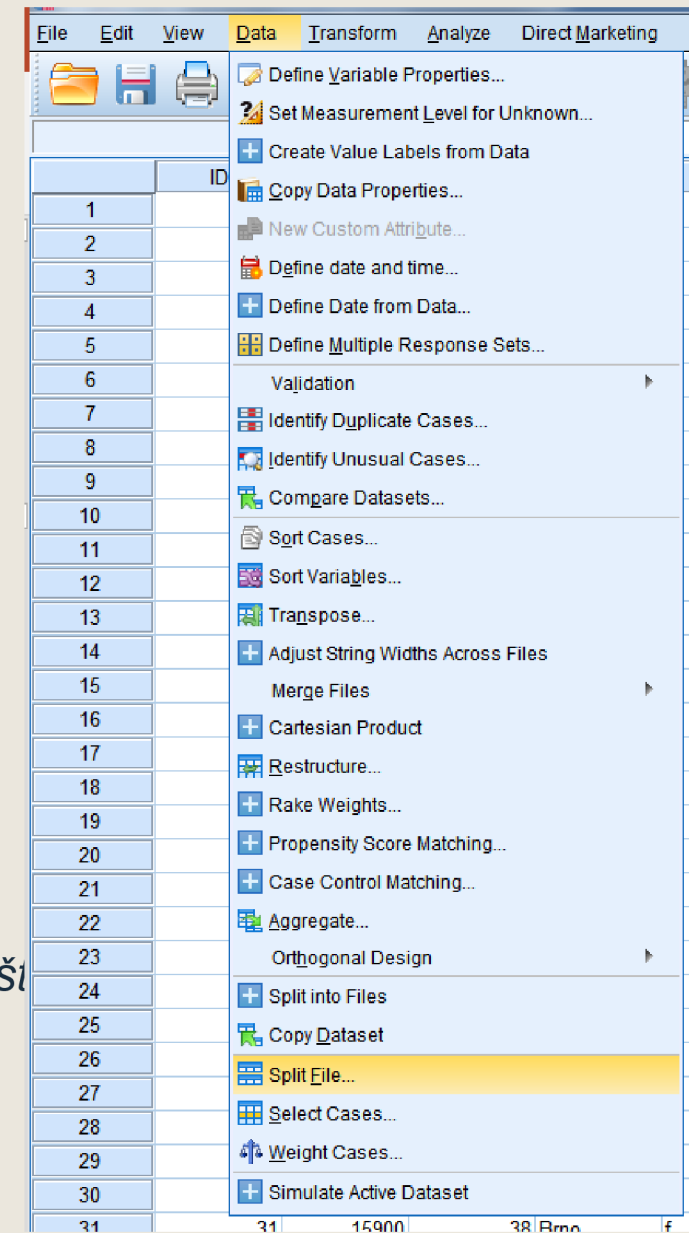 File Edit View Data Transform Analyze Direct Marketing
Define Variable Properties...
Set Measurement Level for Unknown...
Create Value Labels from Data
ID
Copy Data Properties...
1
New Custom Attribute...
2
Define date and time...
3
Define Date from Data...
4
Define Multiple Response Sets...
5
Validation
6
Identify Duplicate Cases...
7
Identify Unusual Cases...
8
Compare Datasets...
9
10
Sort Cases...
11
Sort Variables...
12
Transpose...
13
Adjust String Widths Across Files
14
Merge Files
15
Cartesian Product
16
Restructure...
17
Rake Weights...
18
19
Propensity Score Matching...
20
Case Control Matching...
21
Aggregate...
22
Orthogonal Design
23
št
Split into Files
24
Copy Dataset
25
Split File...
26
27
Select Cases...
28
Weight Cases...
29
Simulate Active Dataset
30
31 31 15900 38 Brno f